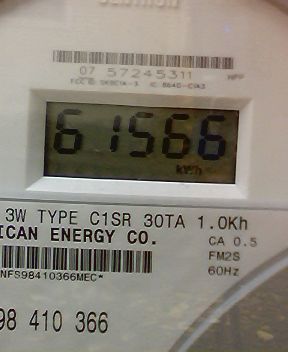 07 57245311
61566
kWh
3W TYPE C1SR 30TA 1.0Kh
ICAN ENERGY CO.
CA 0.5
FM2S
60Hz
NFS98410366MEC*
98 410 366